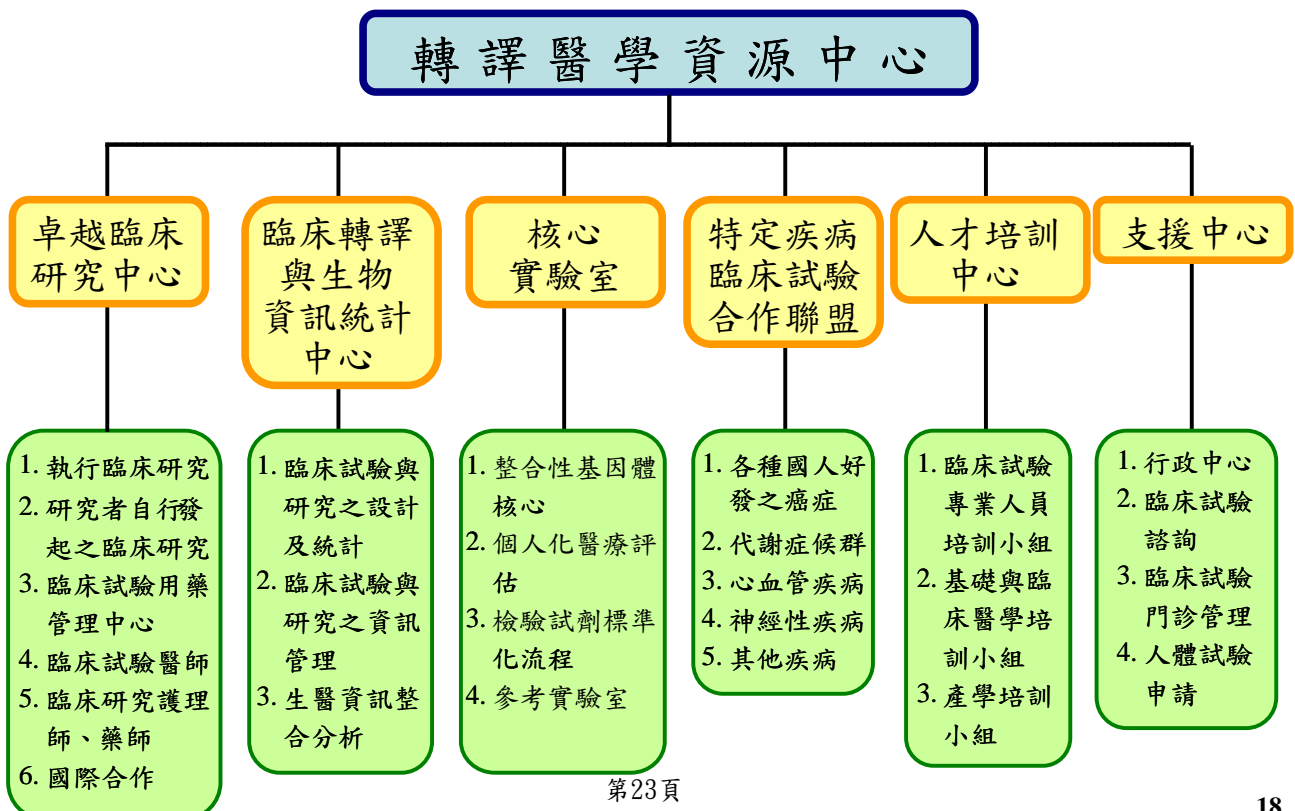 轉譯醫學資源中心
卓越臨床
研究中心
臨床轉譯
與生物
資訊統計
中心
核心
實驗室
特定疾病
臨床試驗
合作聯盟
人才培訓
中心
支援中心
1. 執行臨床研究
2. 研究者自行發
起之臨床研究
3. 臨床試驗用藥
管理中心
4. 臨床試驗醫師
5. 臨床研究護理
師、藥師
6. 國際合作
1. 臨床試驗與
研究之設計
及統計
2. 臨床試驗與
研究之資訊
管理
3. 生醫資訊整
合分析
1. 整合性基因體
核心
2. 個人化醫療評
估
3. 檢驗試劑標準
化流程
4. 參考實驗室
1. 各種國人好
發之癌症
2. 代謝症候群
3. 心血管疾病
4. 神經性疾病
5. 其他疾病
1. 臨床試驗
專業人員
培訓小組
2. 基礎與臨
床醫學培
訓小組
3. 產學培訓
小組
1. 行政中心
2. 臨床試驗
諮詢
3. 臨床試驗
門診管理
4. 人體試驗
申請
第23頁
18